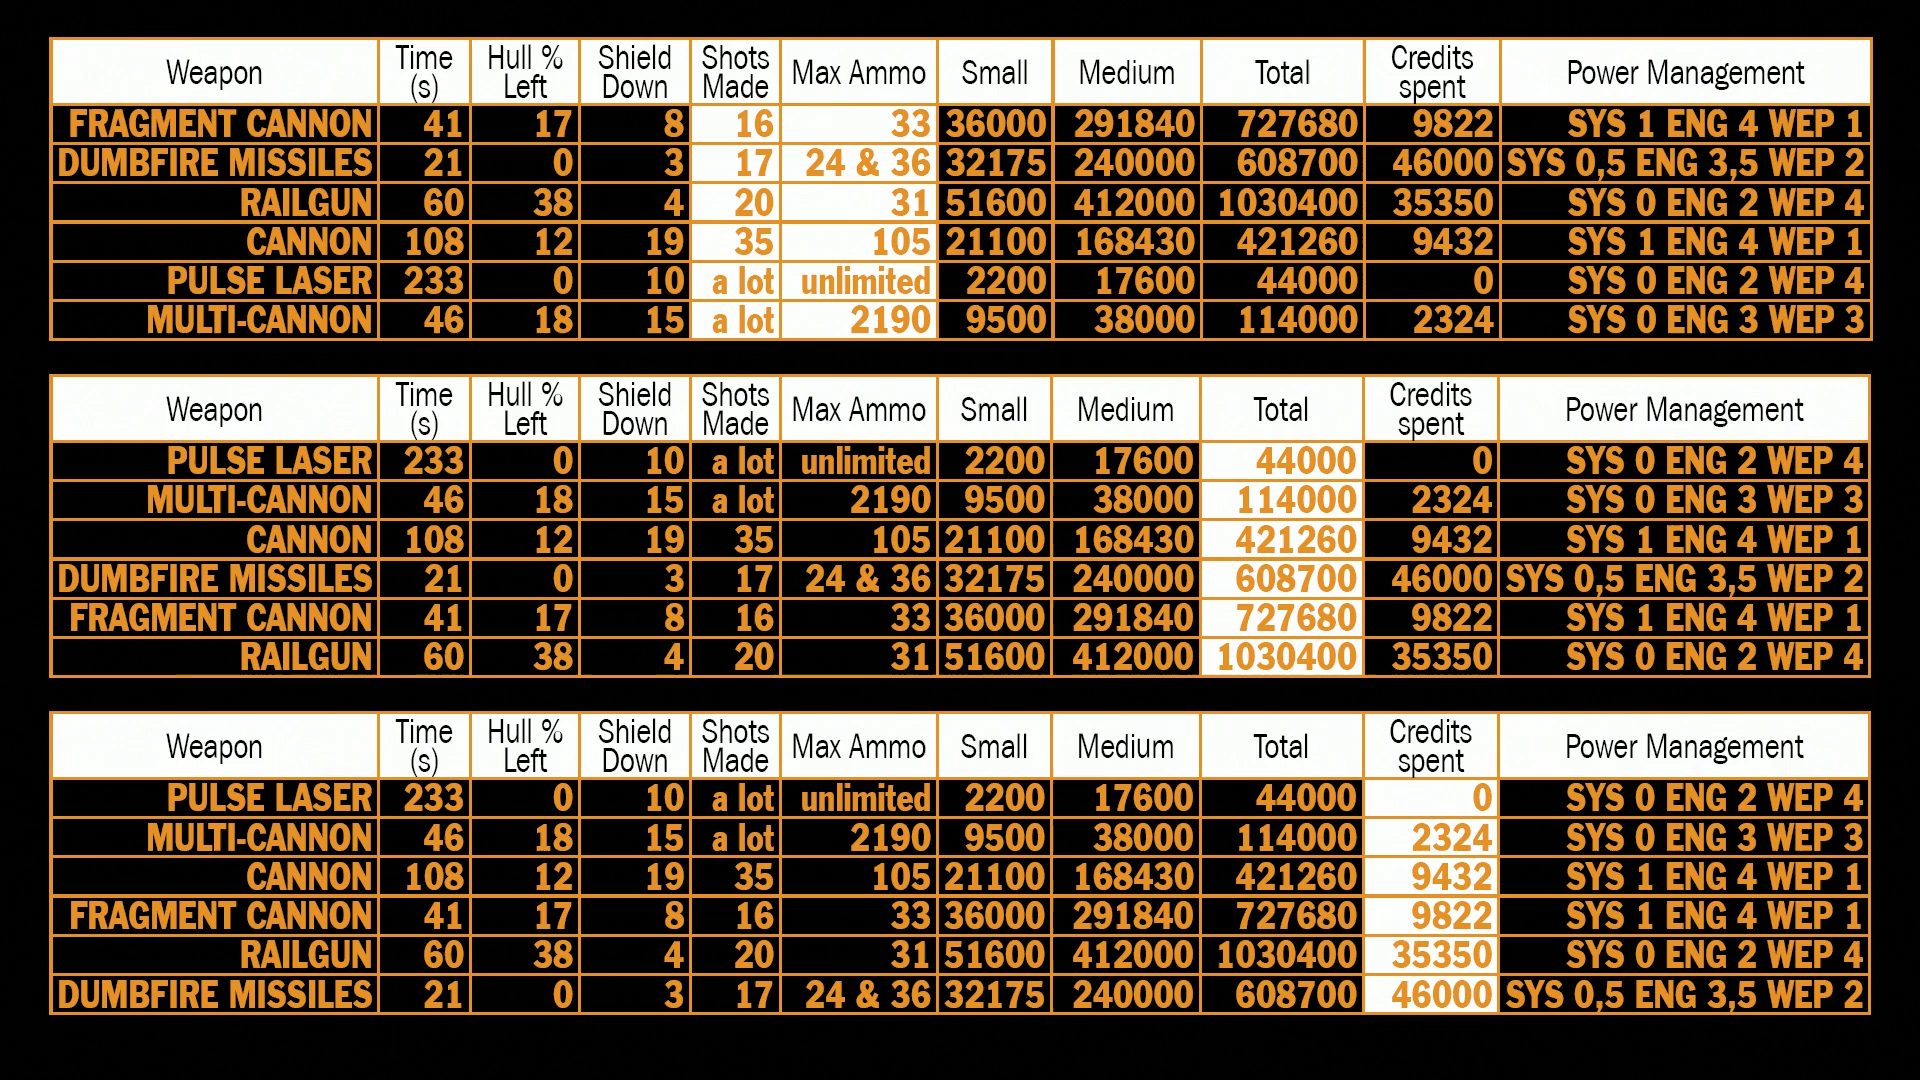 Weapon Time (s) Hull % Left Shield Down Shots Made Max Ammo Small Medium Total Credits spent Power Management
FRAGMENT CANNON 41 17 8 16 33 36000 291840 727680 9822 SYS 1 ENG 4 WEP 1
DUMBFIRE MISSILES 21 0 3 17 24 & 36 32175 240000 608700 46000 SYS 0,5 ENG 3,5 WEP 2
RAILGUN 60 38 4 20 31 51600 412000 1030400 35350 SYS 0 ENG 2 WEP 4
CANNON 108 12 19 35 105 21100 168430 421260 9432 SYS 1 ENG 4 WEP 1
PULSE LASER 233 0 10 a lot unlimited 2200 17600 44000 0 SYS 0 ENG 2 WEP 4
MULTI-CANNON 46 18 15 a lot 2190 9500 38000 114000 2324 SYS 0 ENG 3 WEP 3
Weapon Time (s) Hull % Left Shield Down Shots Made Max Ammo Small Medium Total Credits spent Power Management
PULSE LASER 233 0 10 a lot unlimited 2200 17600 44000 0 SYS 0 ENG 2 WEP 4
MULTI-CANNON 46 18 15 a lot 2190 9500 38000 114000 2324 SYS 0 ENG 3 WEP 3
CANNON 108 12 19 35 105 21100 168430 421260 9432 SYS 1 ENG 4 WEP 1
DUMBFIRE MISSILES 21 0 3 17 24 & 36 32175 240000 608700 46000 SYS 0,5 ENG 3,5 WEP 2
FRAGMENT CANNON 41 17 8 16 33 36000 291840 727680 9822 SYS 1 ENG 4 WEP 1
RAILGUN 60 38 4 20 31 51600 412000 1030400 35350 SYS 0 ENG 2 WEP 4
Weapon Time (s) Hull % Left Shield Down Shots Made Max Ammo Small Medium Total Credits spent Power Management
PULSE LASER 233 0 10 a lot unlimited 2200 17600 44000 0 SYS 0 ENG 2 WEP 4
MULTI-CANNON 46 18 15 a lot 2190 9500 38000 114000 2324 SYS 0 ENG 3 WEP 3
CANNON 108 12 19 35 105 21100 168430 421260 9432 SYS 1 ENG 4 WEP 1
FRAGMENT CANNON 41 17 8 16 33 36000 291840 727680 9822 SYS 1 ENG 4 WEP 1
RAILGUN 60 38 4 20 31 51600 412000 1030400 35350 SYS 0 ENG 2 WEP 4
DUMBFIRE MISSILES 21 0 3 17 24 & 36 32175 240000 608700 46000 SYS 0,5 ENG 3,5 WEP 2